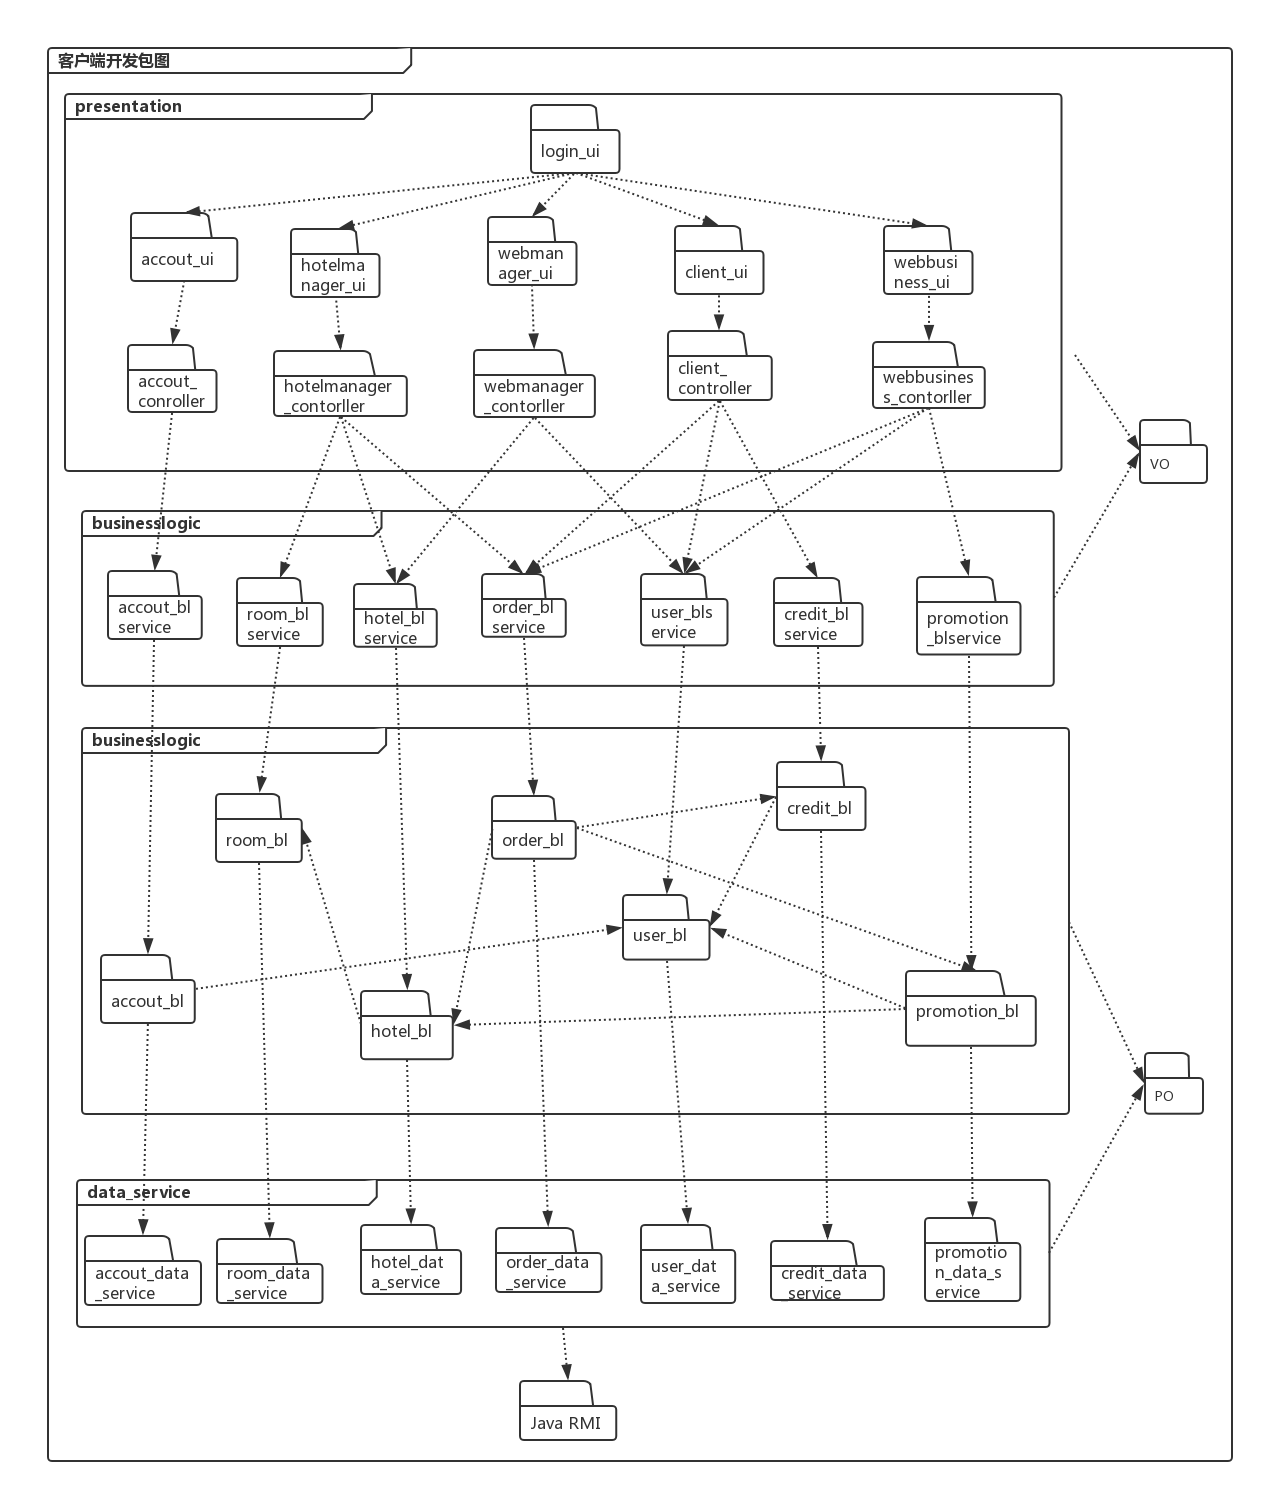 客户端开发包图
presentation
login_ui
accout_ui
hotelma
nager_ui
webman
ager_ui
client_ui
webbusi
ness_ui
accout_
conroller
hotelmanager
_contorller
webmanager
_contorller
client_
controller
webbusines
s_contorller
VO
businesslogic
accout_bl
service
room_bl
service
hotel_bl
service
order_bl
service
user_bls
ervice
credit_bl
service
promotion
_blservice
businesslogic
room_bl
order_bl
credit_bl
user_bl
accout_bl
hotel_bl
promotion_bl
PO
data_service
accout_data
_service
room_data
_service
hotel_dat
a_service
order_data
_service
user_dat
a_service
credit_data
_service
promotio
n_data_s
ervice
Java RMI